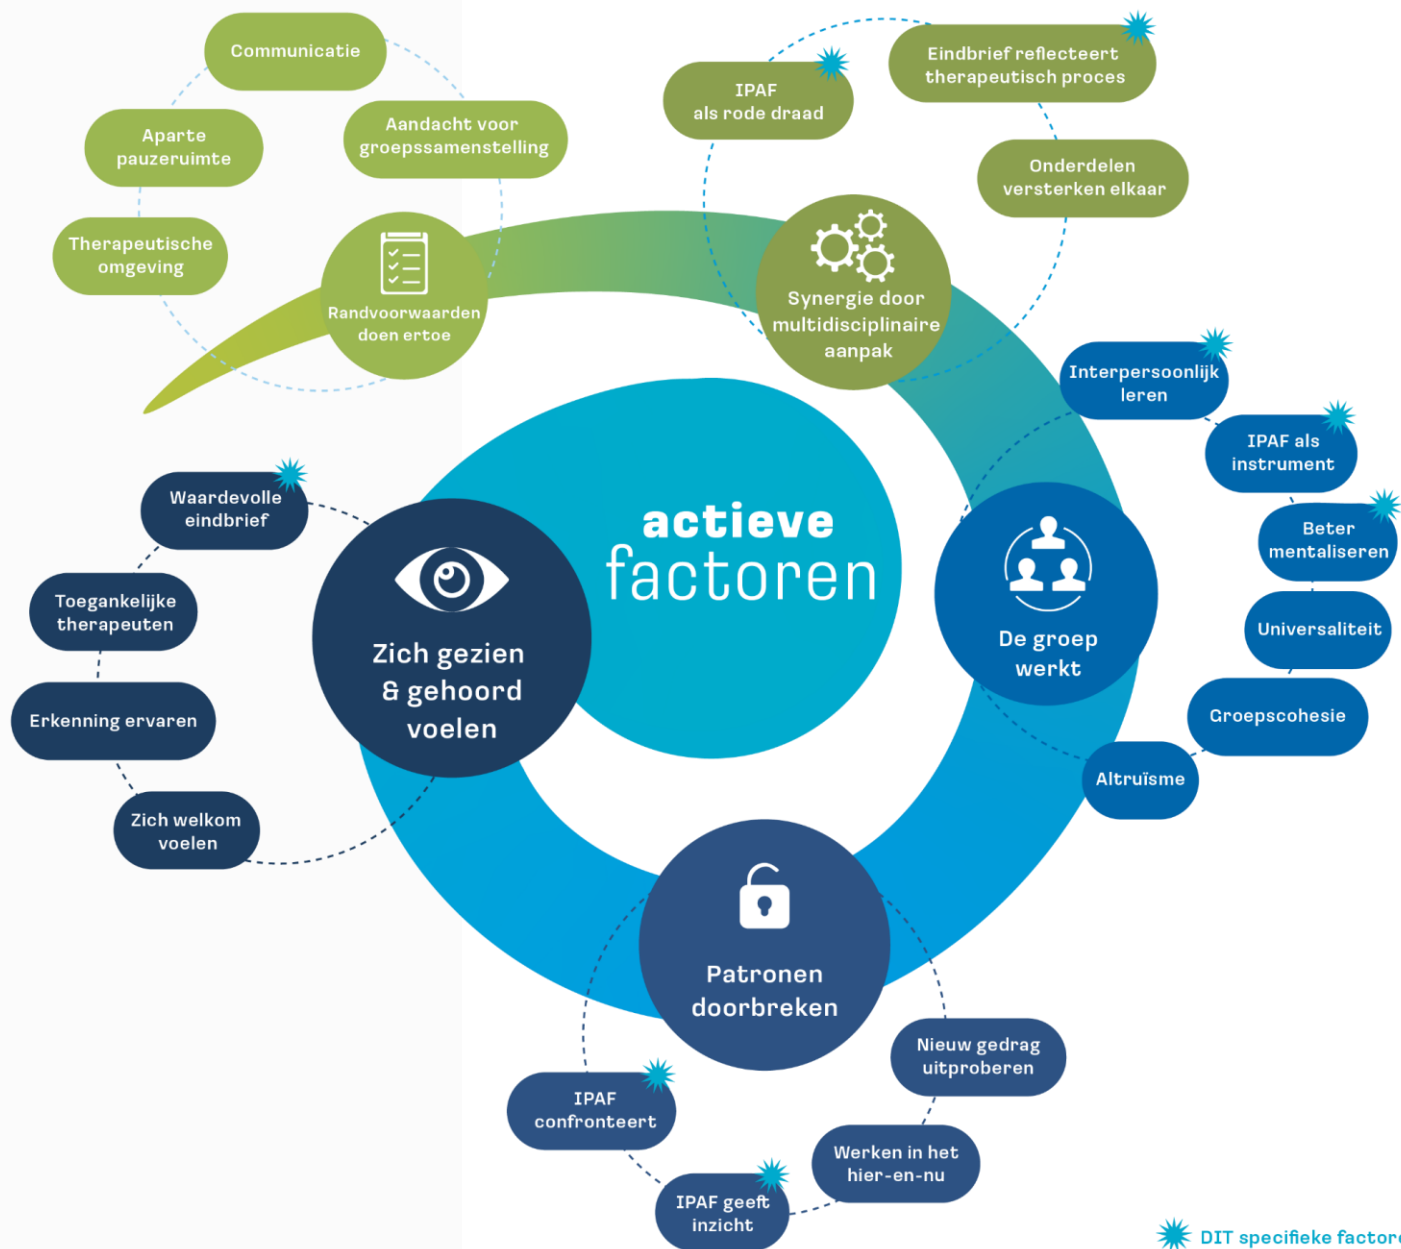 Communicatie
Aandacht voor
groepssamenstelling
Aparte
pauzeruimte
Therapeutische
omgeving
Randvoorwaarden
doen ertoe
IPAF
als rode draad
Eindbrief reflecteert
therapeutisch proces
Onderdelen
versterken elkaar
Synergie door
multidisciplinaire
aanpak
Interpersoonlijk
leren
IPAF als
instrument
Beter
mentaliseren
Universaliteit
Groepscohesie
Altruïsme
De groep
werkt
actieve
factoren
Waardevolle
eindbrief
Toegankelijke
therapeuten
Erkenning ervaren
Zich welkom
voelen
Zich gezien
& gehoord
voelen
Patronen
doorbreken
Nieuw gedrag
uitproberen
IPAF
confronteert
Werken in het
hier-en-nu
IPAF geeft
inzicht
DIT specifieke factore